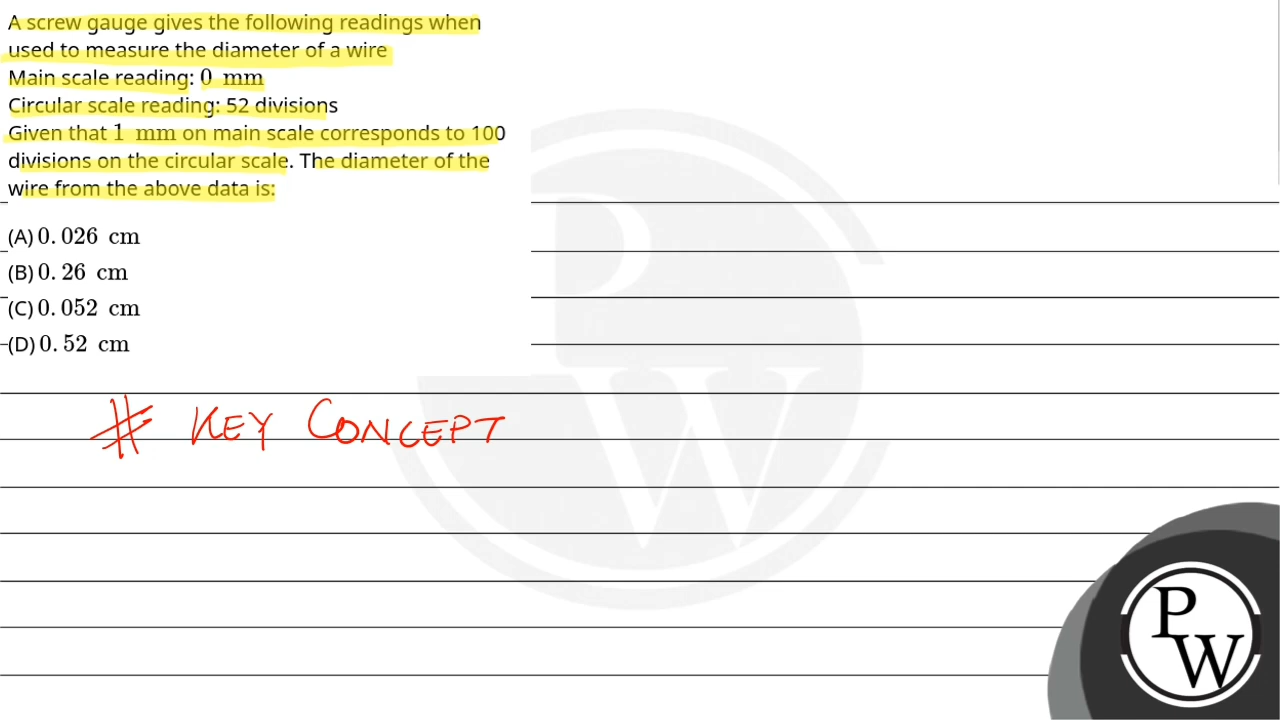 A screw gauge gives the following readings when
used to measure the diameter of a wire
Main scale reading: 0 mm
Circular scale reading: 52 divisions
Given that 1 mm on main scale corresponds to 100
divisions on the circular scale. The diameter of the
wire from the above data is:
(A) 0.026 cm
(B) 0.26 cm
(C) 0.052 cm
(D) 0.52 cm
# KEY CONCEPT
P
W
P
W